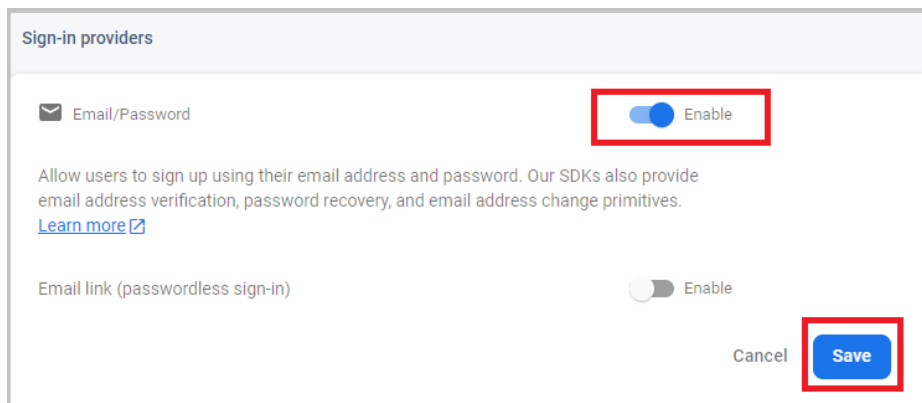 Sign-in providers
Email/Password
Enable
Allow users to sign up using their email address and password. Our SDKs also provide
email address verification, password recovery, and email address change primitives.
Learn more
Email link (passwordless sign-in)
Enable
Cancel
Save